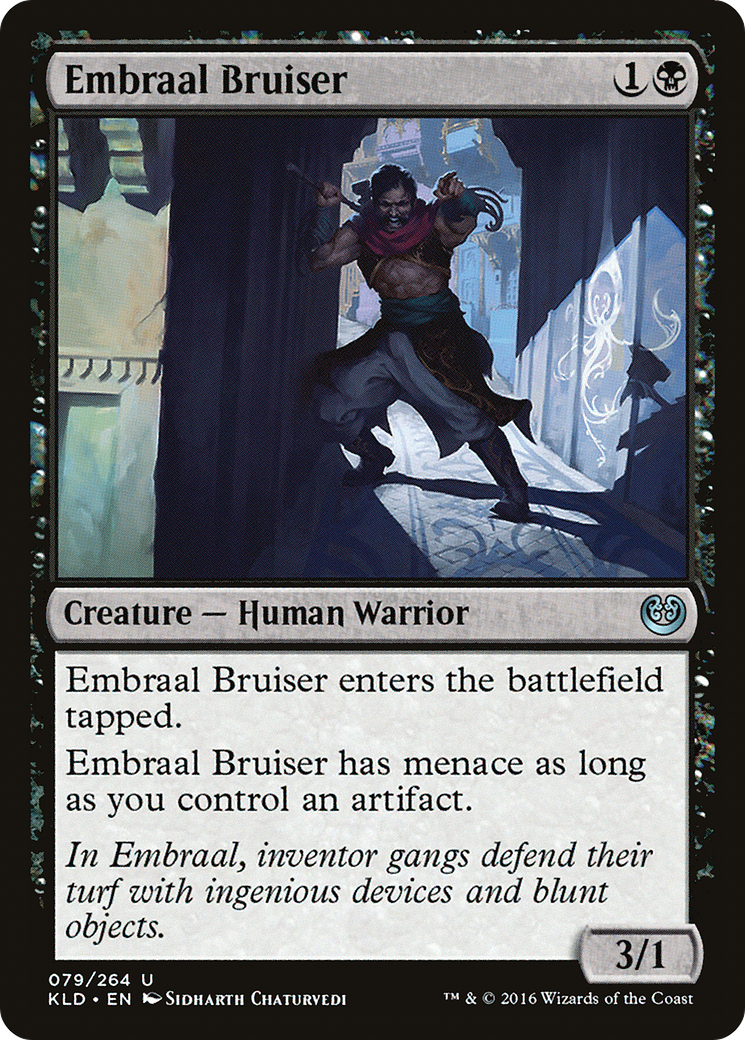 Embraal Bruiser 1
Creature — Human Warrior
Embraal Bruiser enters the battlefield
tapped.
Embraal Bruiser has menace as long
as you control an artifact.
In Embraal, inventor gangs defend their
turf with ingenious devices and blunt
objects.
3/1
079/264 U
KLD • EN Sidharth Chaturvedi ™ & © 2016 Wizards of the Coast